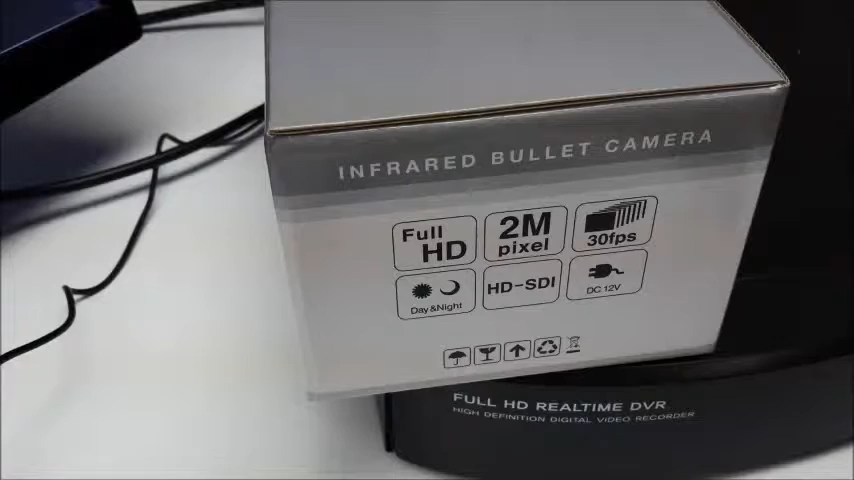 INFRARED BULLET CAMERA
Full
HD
2M
pixel
30fps
Day&Night
HD-SDI
DC 12V
FULL HD REALTIME DVR
HIGH DEFINITION DIGITAL VIDEO RECORDER